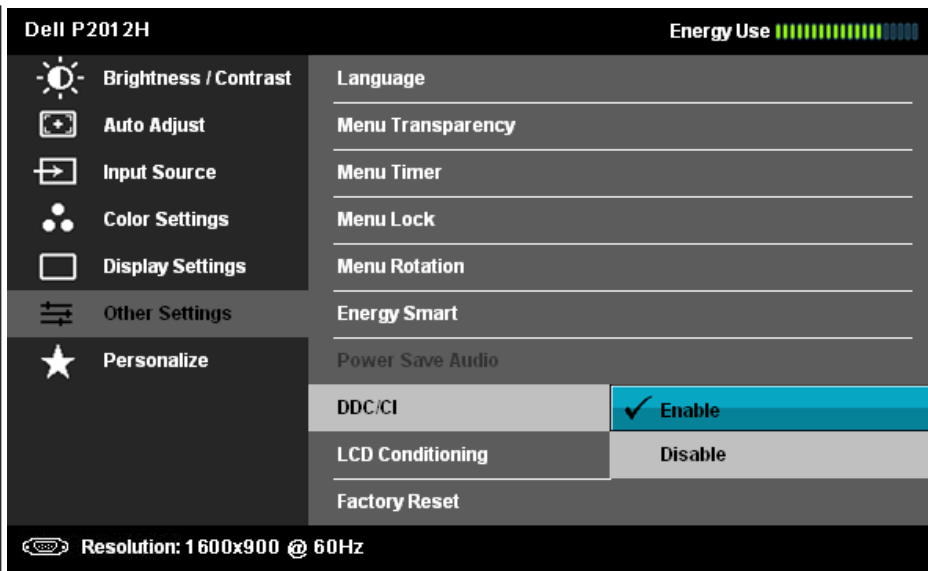 Dell P2012H Energy Use
Brightness / Contrast
Auto Adjust
Input Source
Color Settings
Display Settings
Other Settings
Personalize
Language
Menu Transparency
Menu Timer
Menu Lock
Menu Rotation
Energy Smart
Power Save Audio
DDC/CI
LCD Conditioning
Factory Reset
Enable
Disable
Resolution: 1600x900 @ 60Hz